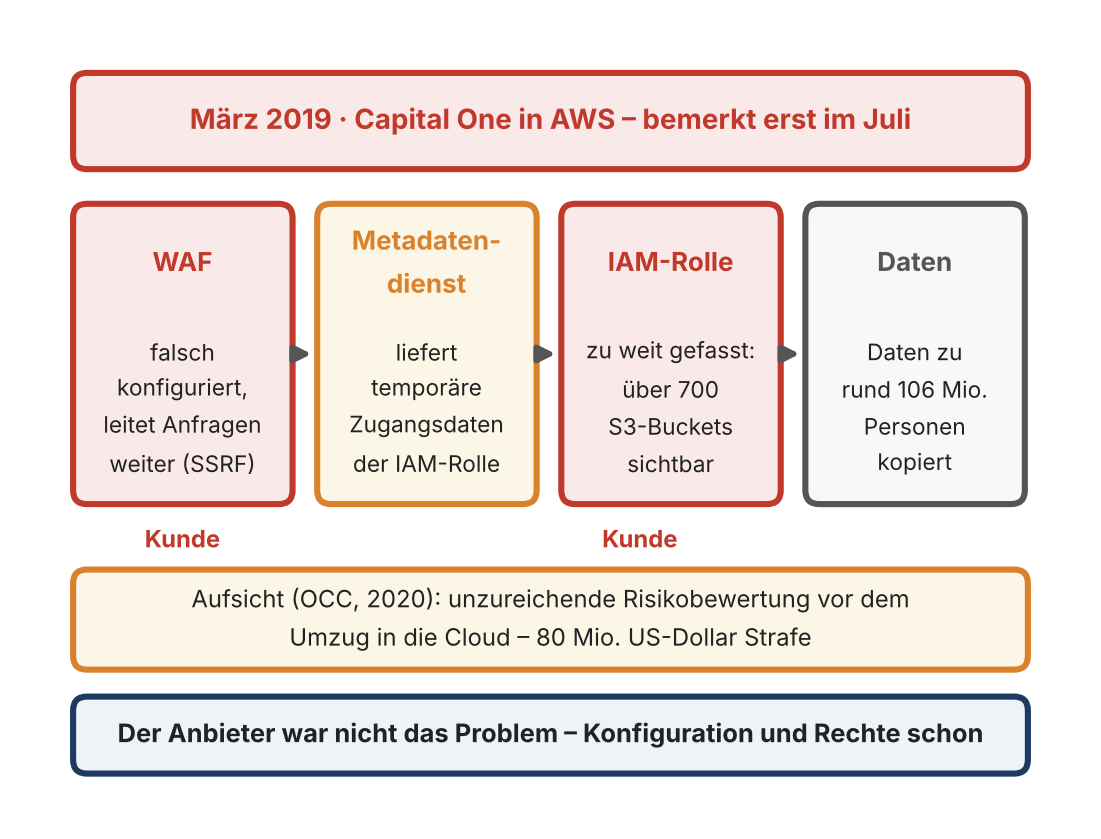 März 2019 · Capital One in AWS – bemerkt erst im Juli
WAF
falsch
konfiguriert,
leitet Anfragen
weiter (SSRF)
Metadaten-
dienst
liefert
temporäre
Zugangsdaten
der IAM-Rolle
IAM-Rolle
zu weit gefasst:
über 700
S3-Buckets
sichtbar
Daten
Daten zu
rund 106 Mio.
Personen
kopiert
Kunde
Kunde
Aufsicht (OCC, 2020): unzureichende Risikobewertung vor dem
Umzug in die Cloud – 80 Mio. US-Dollar Strafe
Der Anbieter war nicht das Problem – Konfiguration und Rechte schon